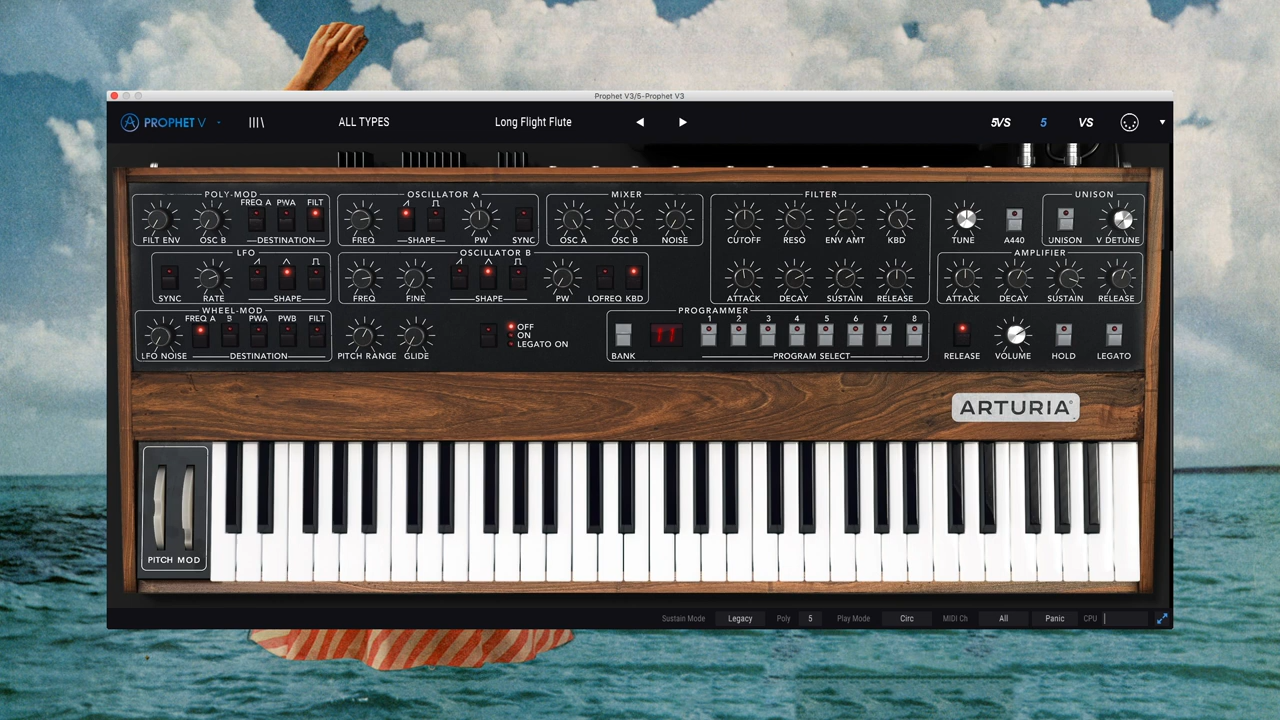 Prophet V3/5-Prophet V3
PROPHET V ALL TYPES Long Flight Flute 5VS 5 VS
POLY-MOD OSCILLATOR A MIXER FILTER UNISON
FREQ A PWA FILT
FILT ENV OSC B DESTINATION FREQ SHAPE PW SYNC OSC A OSC B NOISE CUTOFF RESO ENV AMT KBD TUNE A440 UNISON V DETUNE
LFO OSCILLATOR B AMPLIFIER
SYNC RATE SHAPE FREQ FINE SHAPE PW LOFREQ KBD ATTACK DECAY SUSTAIN RELEASE ATTACK DECAY SUSTAIN RELEASE
WHEEL-MOD PROGRAMMER
FREQ A B PWA PWB FILT 1 2 3 4 5 6 7 8
OFF
ON
LEGATO ON
LFO NOISE DESTINATION PITCH RANGE GLIDE BANK PROGRAM SELECT RELEASE VOLUME HOLD LEGATO
ARTURIA
PITCH MOD
Sustain Mode Legacy Poly 5 Play Mode Circ MIDI Ch All Panic CPU